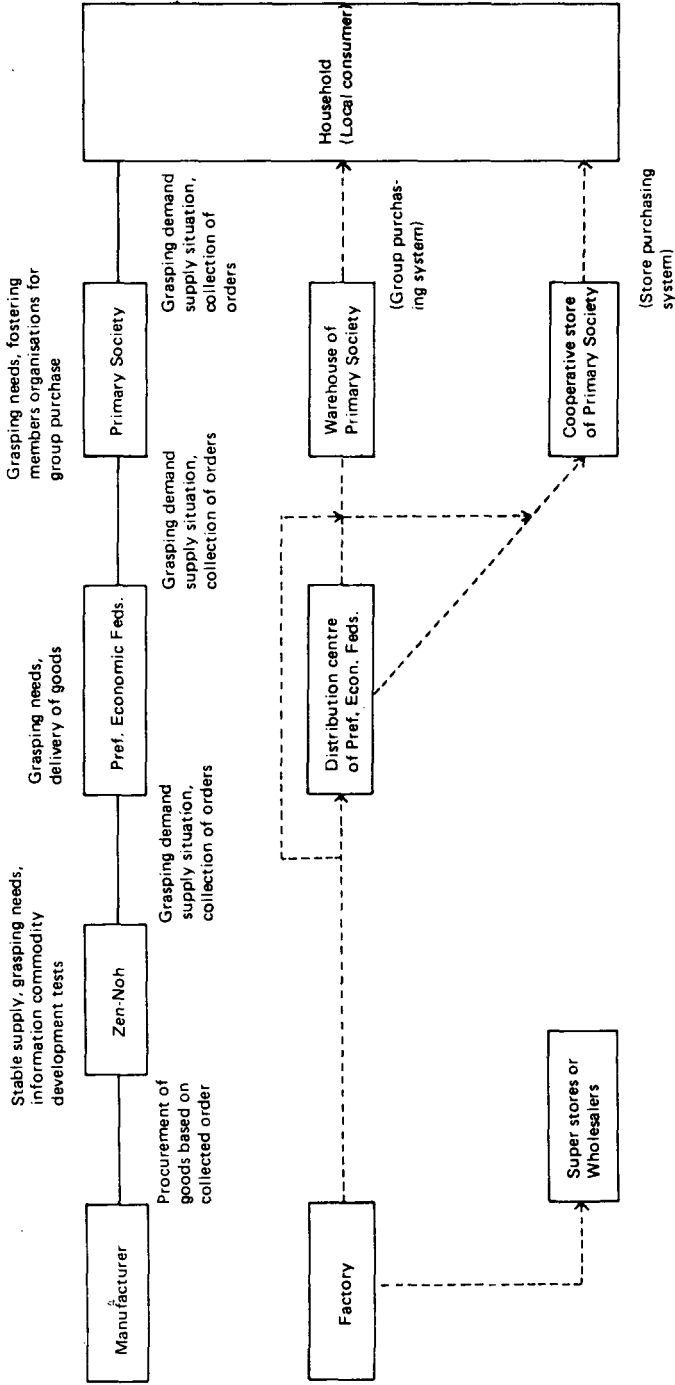 Stable supply, grasping needs,
information commodity
development tests
Grasping needs,
delivery of goods
Grasping needs, fostering
members organisations for
group purchase
Manufacturer
Zen-Noh
Pref. Economic Feds.
Primary Society
Procurement of
goods based on
collected order
Grasping demand
supply situation,
collection of orders
Grasping demand
supply situation,
collection of orders
Grasping demand
supply situation,
collection of
orders
Household
(Local consumer)
Factory
Distribution centre
of Pref. Econ. Feds.
Warehouse of
Primary Society
(Group purchas-
ing system)
Super stores or
Wholesalers
Cooperative store
of Primary Society
(Store purchasing
system)